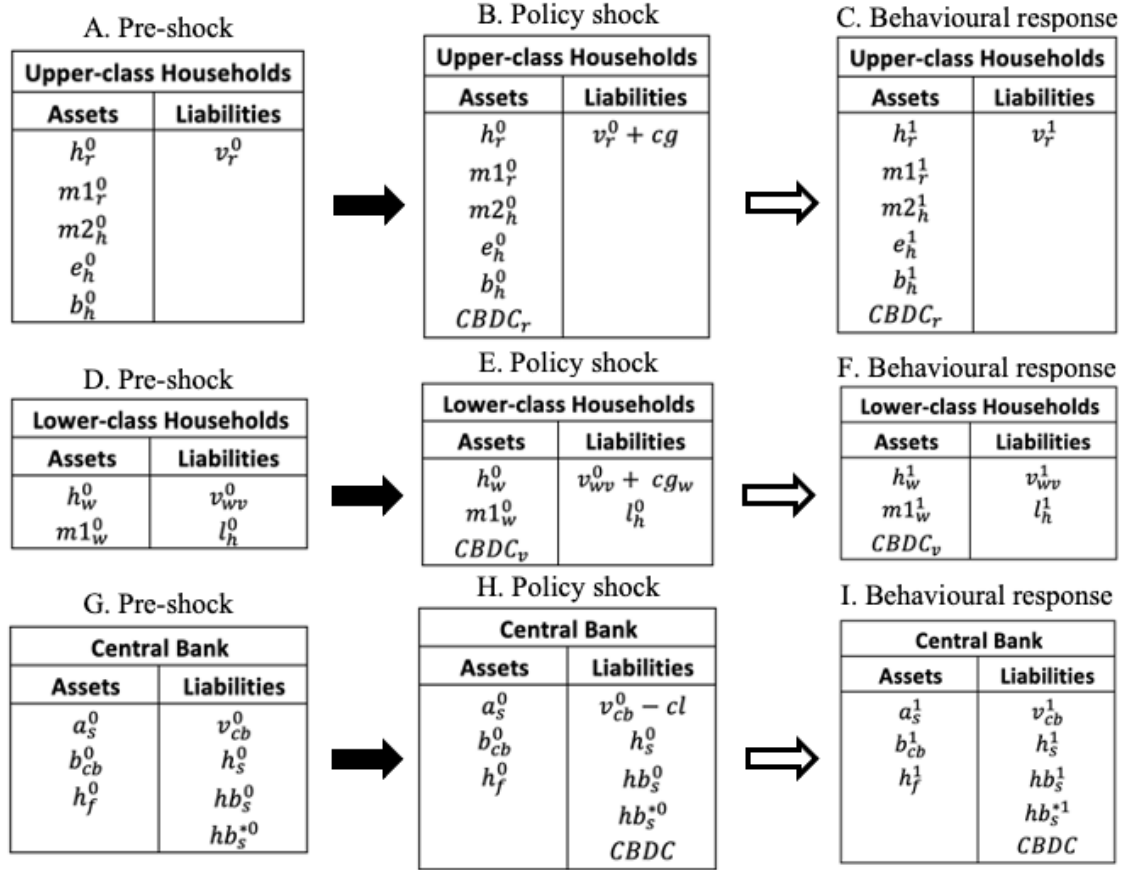 A. Pre-shock
Upper-class Households
Assets Liabilities
h_r^0 v_r^0
m1_r^0
m2_h^0
e_h^0
b_h^0
B. Policy shock
Upper-class Households
Assets Liabilities
h_r^0 v_r^0 + cg
m1_r^0
m2_h^0
e_h^0
b_h^0
CBDC_r
C. Behavioural response
Upper-class Households
Assets Liabilities
h_r^1 v_r^1
m1_r^1
m2_h^1
e_h^1
b_h^1
CBDC_r
D. Pre-shock
Lower-class Households
Assets Liabilities
h_w^0 v_wv^0
m1_w^0 l_h^0
E. Policy shock
Lower-class Households
Assets Liabilities
h_w^0 v_wv^0 + cg_w
m1_w^0 l_h^0
CBDC_v
F. Behavioural response
Lower-class Households
Assets Liabilities
h_w^1 v_wv^1
m1_w^1 l_h^1
CBDC_v
G. Pre-shock
Central Bank
Assets Liabilities
a_s^0 v_cb^0
b_cb^0 h_s^0
h_f^0 hb_s^0
hb_s^*0
H. Policy shock
Central Bank
Assets Liabilities
a_s^0 v_cb^0 − cl
b_cb^0 h_s^0
h_f^0 hb_s^0
hb_s^*0
CBDC
I. Behavioural response
Central Bank
Assets Liabilities
a_s^1 v_cb^1
b_cb^1 h_s^1
h_f^1 hb_s^1
hb_s^*1
CBDC